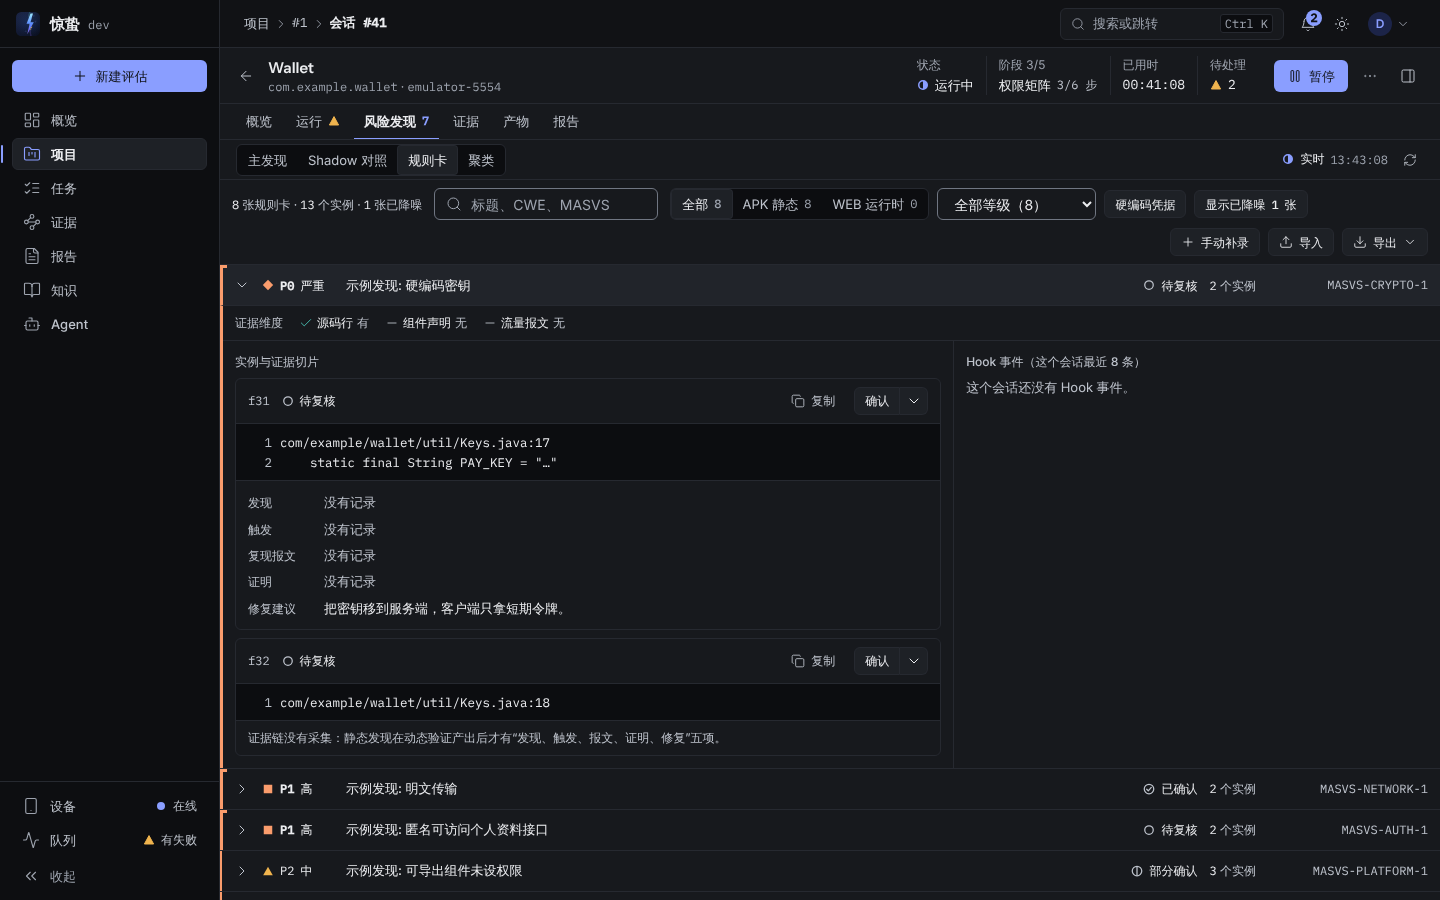 惊蛰 dev
新建评估
概览
项目
任务
证据
报告
知识
Agent
设备 在线
队列 有失败
收起
项目 #1 会话 #41
搜索或跳转 Ctrl K
2
D
Wallet
com.example.wallet · emulator-5554
状态
运行中
阶段 3/5
权限矩阵 3/6 步
已用时
00:41:08
待处理
2
暂停
概览 运行 风险发现 7 证据 产物 报告
主发现 Shadow 对照 规则卡 聚类
实时 13:43:08
8 张规则卡 · 13 个实例 · 1 张已降噪
标题、CWE、MASVS
全部 8 APK 静态 8 WEB 运行时 0
全部等级（8）
硬编码凭据
显示已降噪 1 张
手动补录 导入 导出
P0 严重 示例发现: 硬编码密钥 待复核 2 个实例 MASVS-CRYPTO-1
证据维度 源码行 有 组件声明 无 流量报文 无
实例与证据切片
f31 待复核 复制 确认
1 com/example/wallet/util/Keys.java:17
2 static final String PAY_KEY = "…"
发现 没有记录
触发 没有记录
复现报文 没有记录
证明 没有记录
修复建议 把密钥移到服务端，客户端只拿短期令牌。
f32 待复核 复制 确认
1 com/example/wallet/util/Keys.java:18
证据链没有采集：静态发现在动态验证产出后才有“发现、触发、报文、证明、修复”五项。
Hook 事件（这个会话最近 8 条）
这个会话还没有 Hook 事件。
P1 高 示例发现: 明文传输 已确认 2 个实例 MASVS-NETWORK-1
P1 高 示例发现: 匿名可访问个人资料接口 待复核 2 个实例 MASVS-AUTH-1
P2 中 示例发现: 可导出组件未设权限 部分确认 3 个实例 MASVS-PLATFORM-1